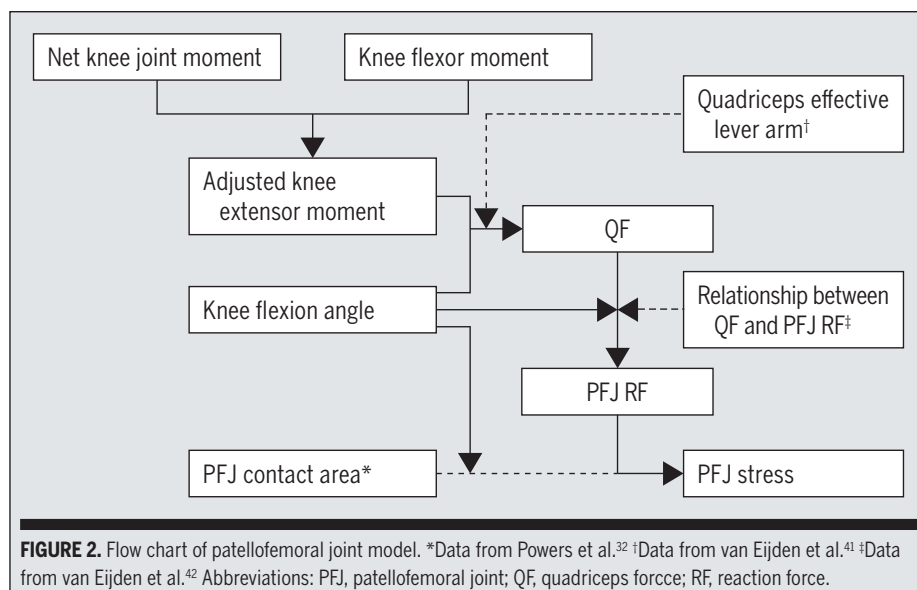 Net knee joint moment
Knee flexor moment
Quadriceps effective
lever arm†
Adjusted knee
extensor moment
QF
Knee flexion angle
Relationship between
QF and PFJ RF‡
PFJ RF
PFJ contact area*
PFJ stress
FIGURE 2. Flow chart of patellofemoral joint model. *Data from Powers et al.32 †Data from van Eijden et al.41 ‡Data
from van Eijden et al.42 Abbreviations: PFJ, patellofemoral joint; QF, quadriceps forcce; RF, reaction force.